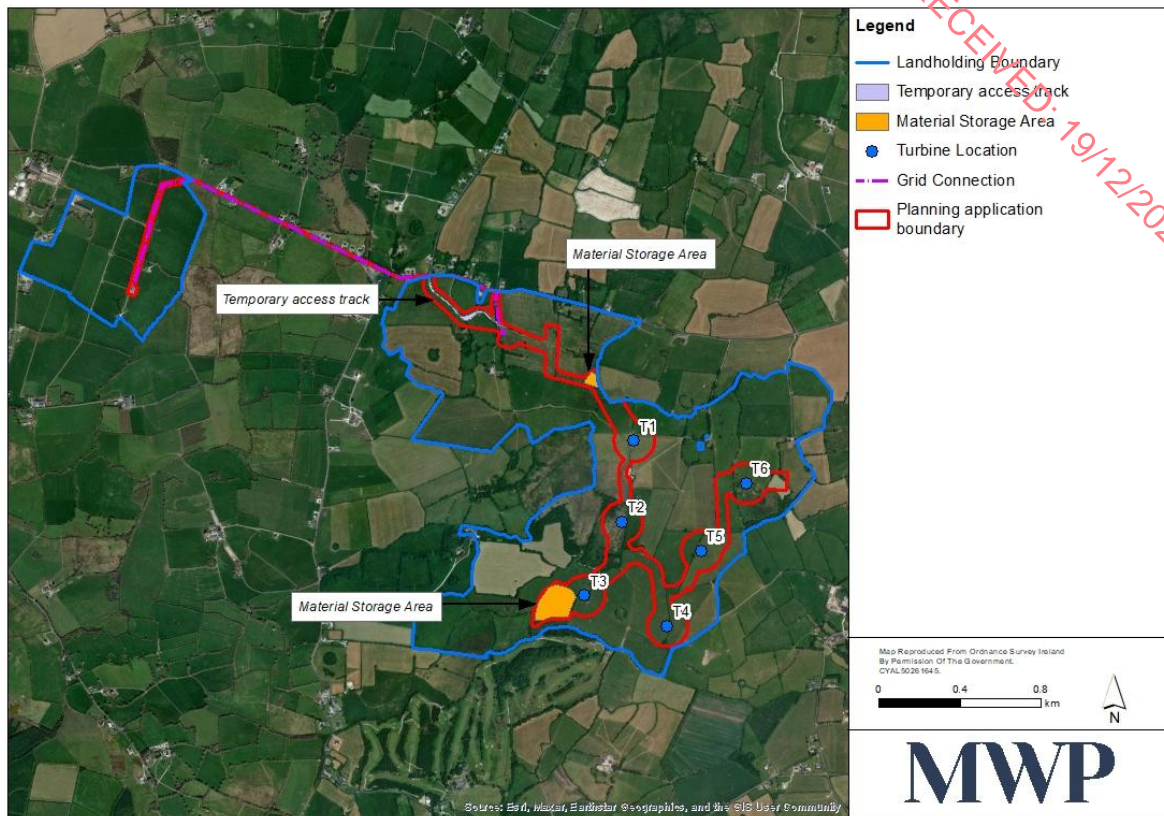 Legend
Landholding Boundary
Temporary access track
Material Storage Area
Turbine Location
Grid Connection
Planning application
boundary
RECEIVED: 19/12/202
Material Storage Area
Temporary access track
T1
T6
T2
T5
T3
Material Storage Area
T4
Map Reproduced From Ordnance Survey Ireland
By Permission Of The Government.
CYAL50261645.
0 0.4 0.8
km
N
MWP
Source: Esri, Maxar, Earthstar Geographics, and the GIS User Community